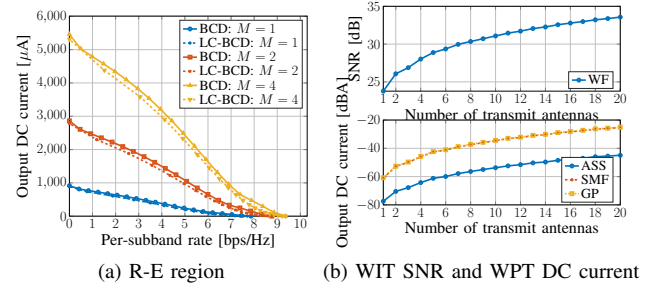 6,000
5,000
4,000
3,000
2,000
1,000
0
Output DC current [μA]
BCD: M = 1
LC-BCD: M = 1
BCD: M = 2
LC-BCD: M = 2
BCD: M = 4
LC-BCD: M = 4
0 1 2 3 4 5 6 7 8 9 10
Per-subband rate [bps/Hz]
(a) R-E region
35
30
25
SNR [dB]
WF
1 2 4 6 8 10 12 14 16 18 20
Number of transmit antennas
-20
-40
-60
-80
Output DC current [dBA]
ASS
SMF
GP
1 2 4 6 8 10 12 14 16 18 20
Number of transmit antennas
(b) WIT SNR and WPT DC current